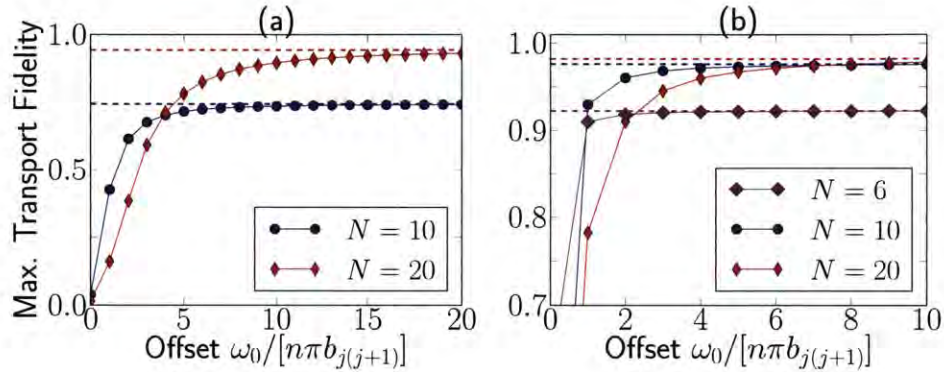 (a)
Max. Transport Fidelity
1.0
0.5
0.0
N = 10
N = 20
0 5 10 15 20
Offset ω₀/[nπb_{j(j+1)}]
(b)
1.0
0.9
0.8
0.7
N = 6
N = 10
N = 20
0 2 4 6 8 10
Offset ω₀/[nπb_{j(j+1)}]